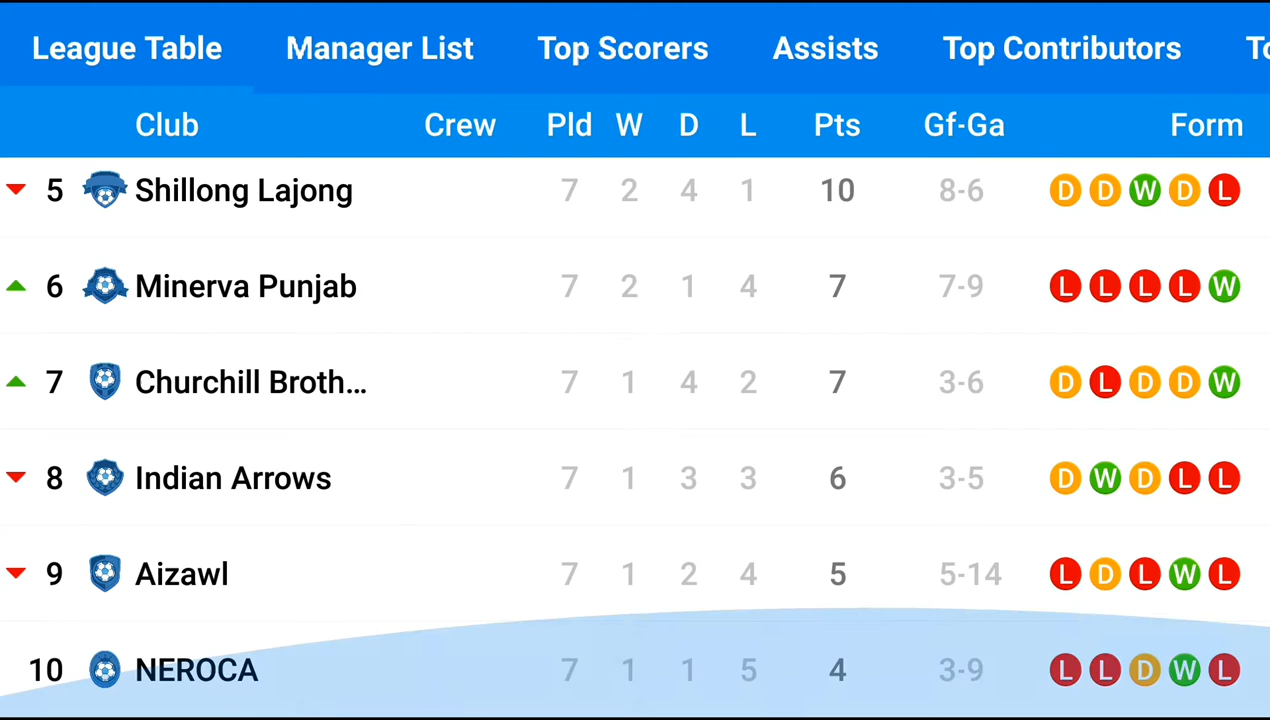 League Table Manager List Top Scorers Assists Top Contributors To
Club Crew Pld W D L Pts Gf-Ga Form
5 Shillong Lajong 7 2 4 1 10 8-6 D D W D L
6 Minerva Punjab 7 2 1 4 7 7-9 L L L L W
7 Churchill Broth... 7 1 4 2 7 3-6 D L D D W
8 Indian Arrows 7 1 3 3 6 3-5 D W D L L
9 Aizawl 7 1 2 4 5 5-14 L D L W L
10 NEROCA 7 1 1 5 4 3-9 L L D W L